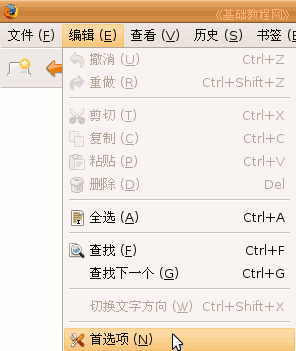 《基础教程网》
文件 (F) 编辑 (E) 查看 (V) 历史 (S) 书签 (
撤消 (U) Ctrl+Z
重做 (R) Ctrl+Shift+Z
剪切 (T) Ctrl+X
复制 (C) Ctrl+C
粘贴 (P) Ctrl+V
删除 (D) Del
全选 (A) Ctrl+A
查找 (F) Ctrl+F
查找下一个 (G) Ctrl+G
切换文字方向 (W) Ctrl+Shift+X
首选项 (N)